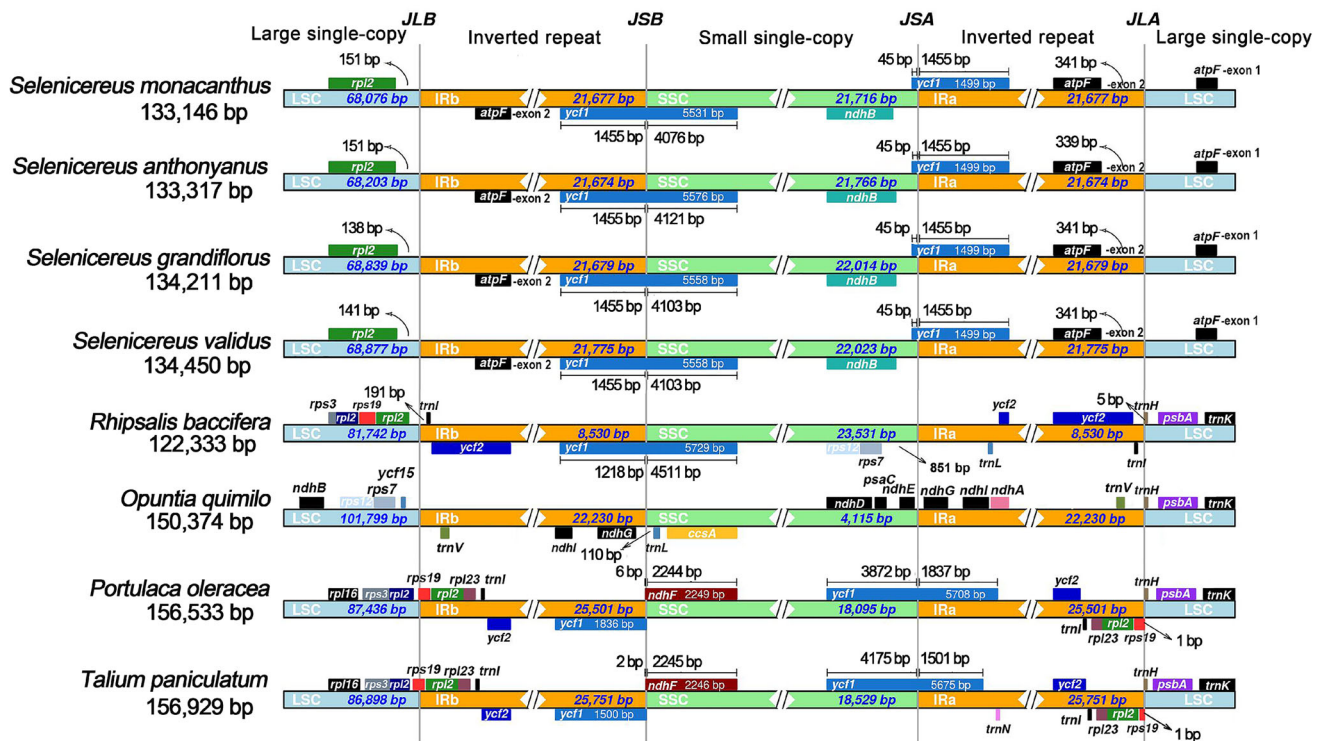 JLB JSB JSA JLA
Large single-copy Inverted repeat Small single-copy Inverted repeat Large single-copy
151 bp 45 bp 1455 bp 341 bp atpF-exon 1
Selenicereus monacanthus
rpl2 ycf1 1499 bp atpF -exon 2
LSC 68,076 bp IRb 21,677 bp SSC 21,716 bp IRa 21,677 bp LSC
133,146 bp
atpF -exon 2 ycf1 5531 bp ndhB
1455 bp 4076 bp
151 bp 45 bp 1455 bp 339 bp atpF-exon 1
Selenicereus anthonyanus
rpl2 ycf1 1499 bp atpF -exon 2
LSC 68,203 bp IRb 21,674 bp SSC 21,766 bp IRa 21,674 bp LSC
133,317 bp
atpF -exon 2 ycf1 5576 bp ndhB
1455 bp 4121 bp
138 bp 45 bp 1455 bp 341 bp atpF-exon 1
Selenicereus grandiflorus
rpl2 ycf1 1499 bp atpF -exon 2
LSC 68,839 bp IRb 21,679 bp SSC 22,014 bp IRa 21,679 bp LSC
134,211 bp
atpF -exon 2 ycf1 5558 bp ndhB
1455 bp 4103 bp
141 bp 45 bp 1455 bp 341 bp atpF-exon 1
Selenicereus validus
rpl2 ycf1 1499 bp atpF -exon 2
LSC 68,877 bp IRb 21,775 bp SSC 22,023 bp IRa 21,775 bp LSC
134,450 bp
atpF -exon 2 ycf1 5558 bp ndhB
1455 bp 4103 bp
191 bp 5 bp
rps3 rps19 trnI ycf2 trnH
Rhipsalis baccifera
rpl2 rpl2 ycf2 psbA trnK
LSC 81,742 bp IRb 8,530 bp SSC 23,531 bp IRa 8,530 bp LSC
122,333 bp
ycf2 ycf1 5729 bp rps12 rps7 trnL trnI
1218 bp 4511 bp 851 bp
ycf15 psaC
ndhB rps7 ndhE ndhG ndhI ndhA trnV trnH
Opuntia quimilo
rps12 ndhD psbA trnK
LSC 101,799 bp IRb 22,230 bp SSC 4,115 bp IRa 22,230 bp LSC
150,374 bp
trnV ndhI ndhG trnL ccsA
110 bp
6 bp 2244 bp 3872 bp 1837 bp
rps19 rpl23 trnI ycf2 trnH
Portulaca oleracea
rpl16 rps3 rpl2 rpl2 ndhF 2249 bp ycf1 5708 bp psbA trnK
LSC 87,436 bp IRb 25,501 bp SSC 18,095 bp IRa 25,501 bp LSC
156,533 bp
ycf2 ycf1 1836 bp trnI rpl23 rpl2 rps19 1 bp
2 bp 2245 bp 4175 bp 1501 bp
rps19 rpl23 trnI ycf2 trnH
Talium paniculatum
rpl16 rps3 rpl2 rpl2 ndhF 2246 bp ycf1 5675 bp psbA trnK
LSC 86,898 bp IRb 25,751 bp SSC 18,529 bp IRa 25,751 bp LSC
156,929 bp
ycf2 ycf1 1500 bp trnN trnI rpl23 rpl2 rps19
1 bp